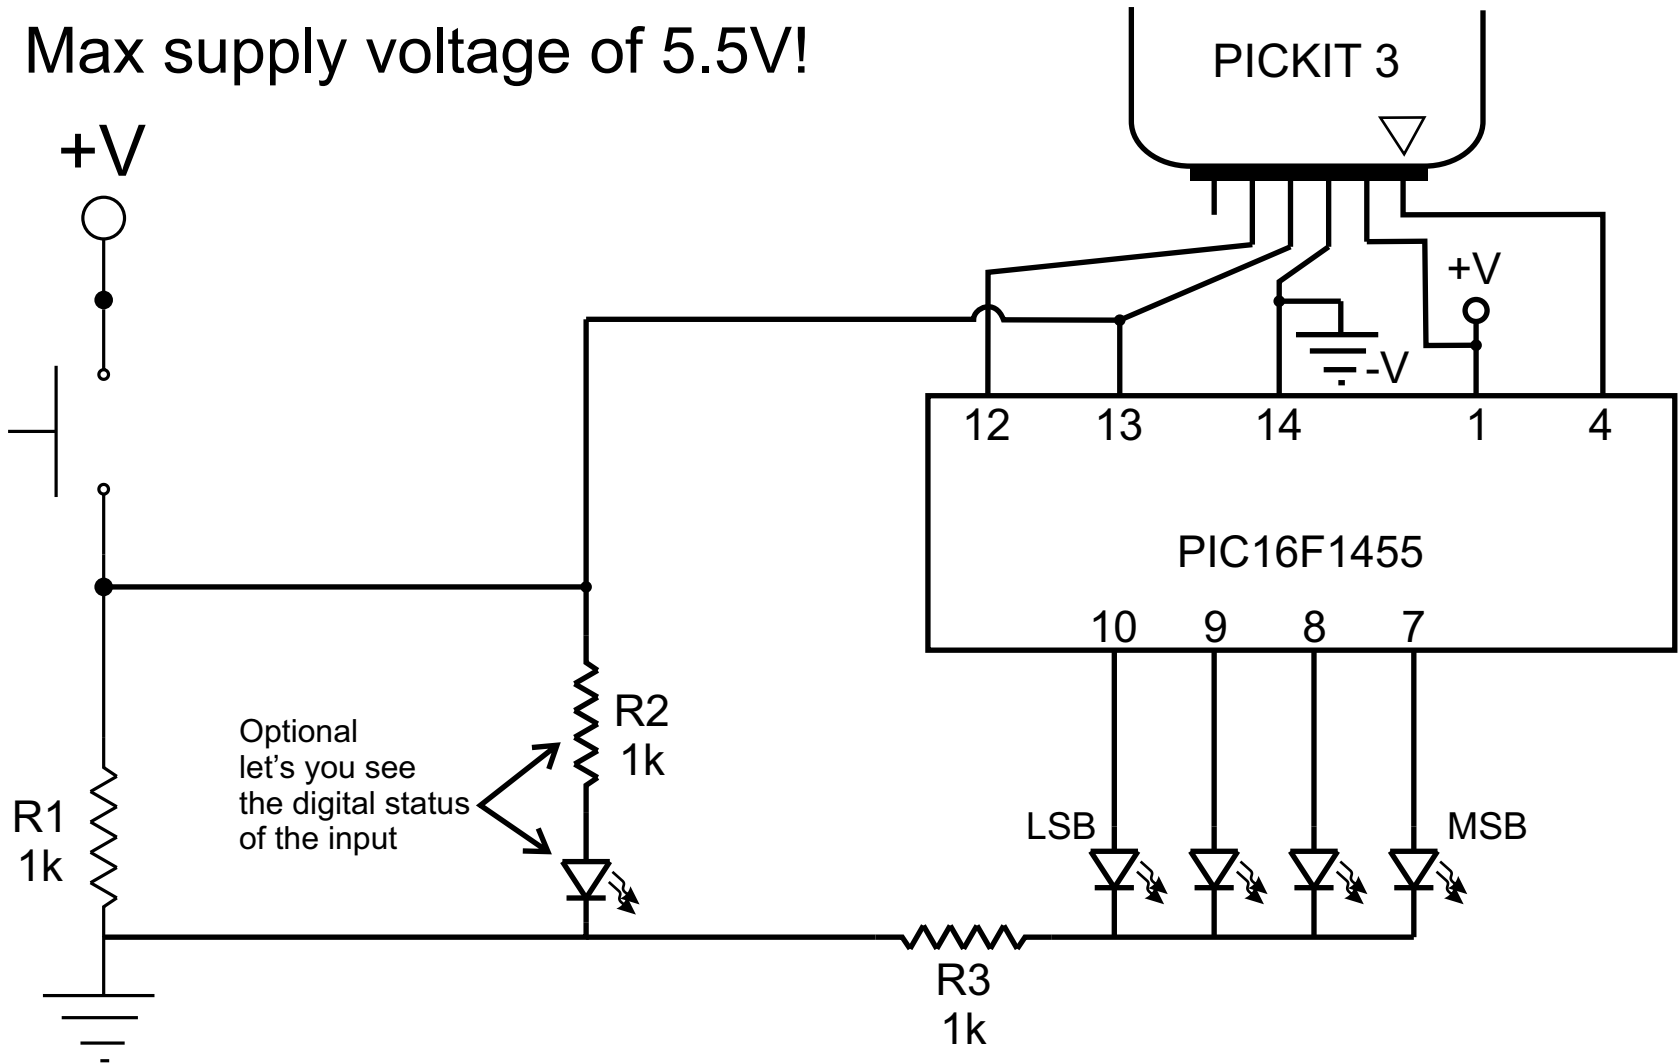 Max supply voltage of 5.5V!
PICKIT 3
+V
+V
-V
12 13 14 1 4
PIC16F1455
10 9 8 7
R2
1k
Optional
let's you see
the digital status
of the input
R1
1k
LSB
MSB
R3
1k